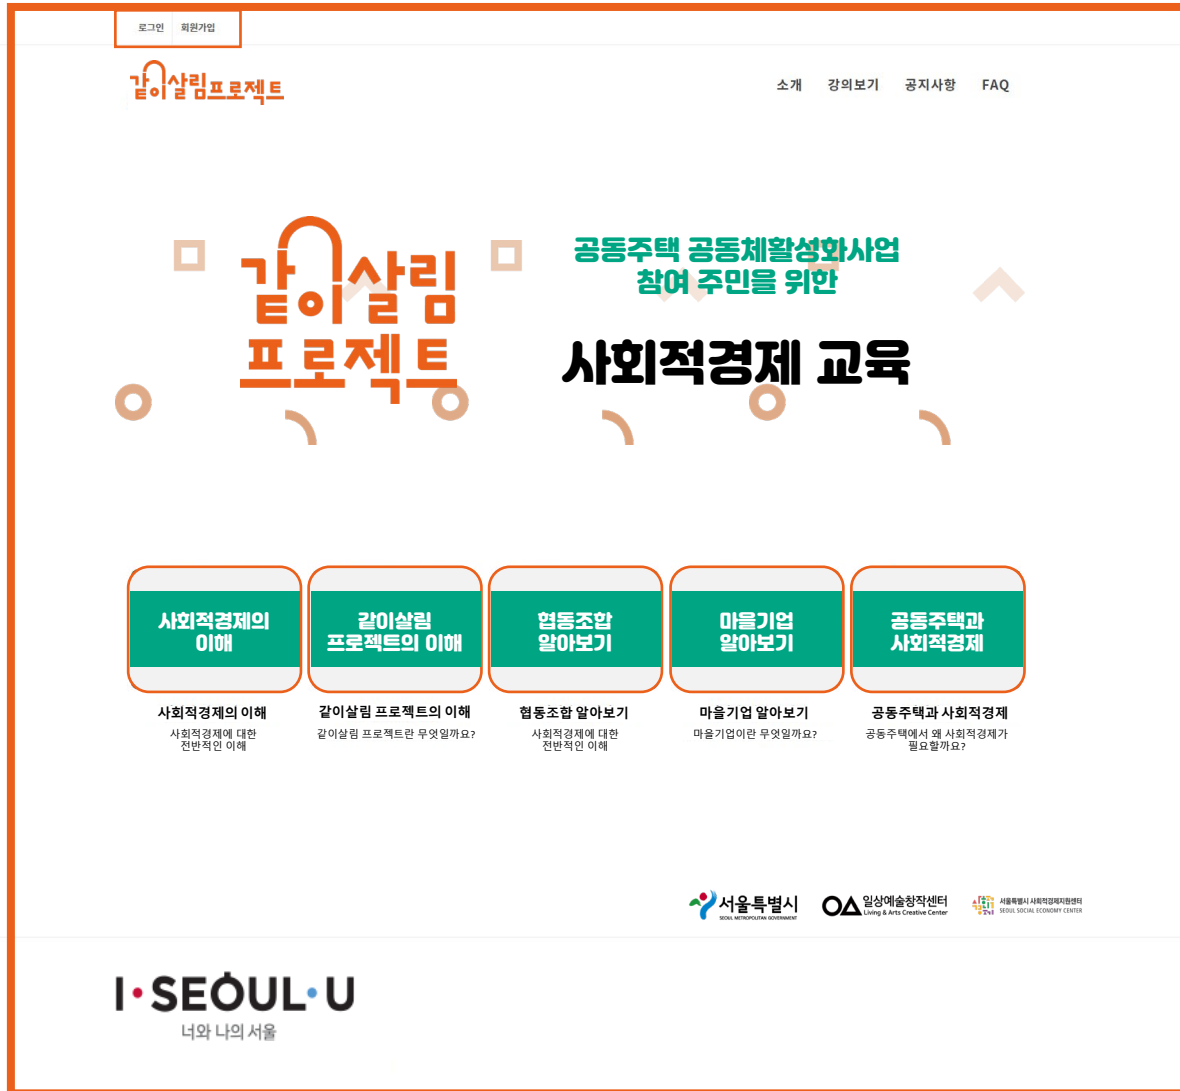 로그인 회원가입
같이살림프로젝트
소개 강의보기 공지사항 FAQ
같이살림
프로젝트
공동주택 공동체활성화사업
참여 주민을 위한
사회적경제 교육
사회적경제의
이해
같이살림
프로젝트의 이해
협동조합
알아보기
마을기업
알아보기
공동주택과
사회적경제
사회적경제의 이해
사회적경제에 대한
전반적인 이해
같이살림 프로젝트의 이해
같이살림 프로젝트란 무엇일까요?
협동조합 알아보기
사회적경제에 대한
전반적인 이해
마을기업 알아보기
마을기업이란 무엇일까요?
공동주택과 사회적경제
공동주택에서 왜 사회적경제가
필요할까요?
서울특별시
SEOUL METROPOLITAN GOVERNMENT
일상예술창작센터
Living & Arts Creative Center
서울특별시 사회적경제지원센터
SEOUL SOCIAL ECONOMY CENTER
I·SEOUL·U
너와 나의 서울